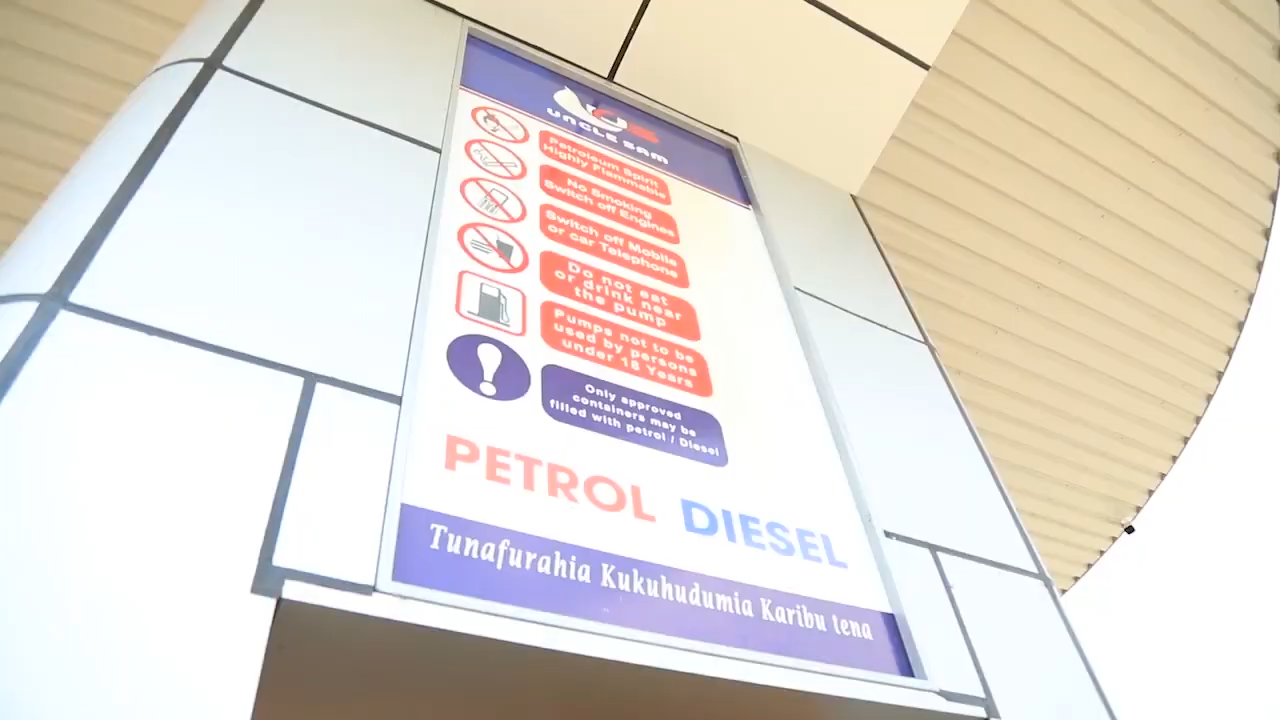 UNCLE SAM
Petroleum Spirit
Highly Flammable
No Smoking
Switch off Engines
Switch off Mobile
or car Telephone
Do not eat
or drink near
the pump
Pumps not to be
used by persons
under 18 Years
Only approved
containers may be
filled with petrol / Diesel
PETROL DIESEL
Tunafurahia Kukuhudumia Karibu tena